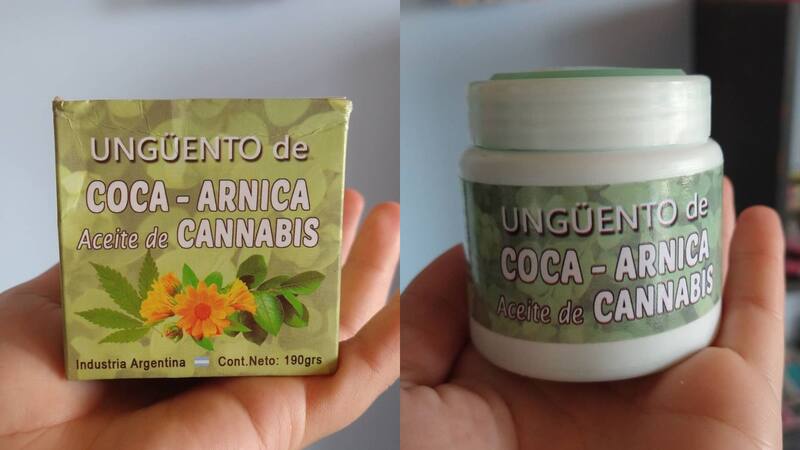 UNGÜENTO de
COCA - ARNICA
Aceite de CANNABIS
Industria Argentina Cont.Neto: 190grs
UNGÜENTO de
COCA - ARNICA
Aceite de CANNABIS